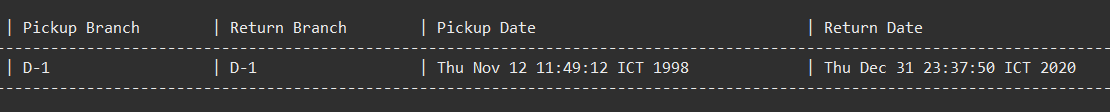 | Pickup Branch | Return Branch | Pickup Date | Return Date
| D-1 | D-1 | Thu Nov 12 11:49:12 ICT 1998 | Thu Dec 31 23:37:50 ICT 2020